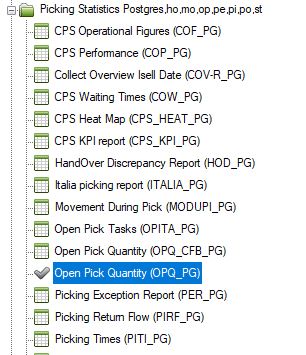 Picking Statistics Postgres,ho,mo,op,pe,pi,po,st
CPS Operational Figures (COF_PG)
CPS Performance (COP_PG)
Collect Overview Isell Date (COV-R_PG)
CPS Waiting Times (COW_PG)
CPS Heat Map (CPS_HEAT_PG)
CPS KPI report (CPS_KPI_PG)
HandOver Discrepancy Report (HOD_PG)
Italia picking report (ITALIA_PG)
Movement During Pick (MODUPI_PG)
Open Pick Tasks (OPITA_PG)
Open Pick Quantity (OPQ_CFB_PG)
Open Pick Quantity (OPQ_PG)
Picking Exception Report (PER_PG)
Picking Return Flow (PIRF_PG)
Picking Times (PITI_PG)